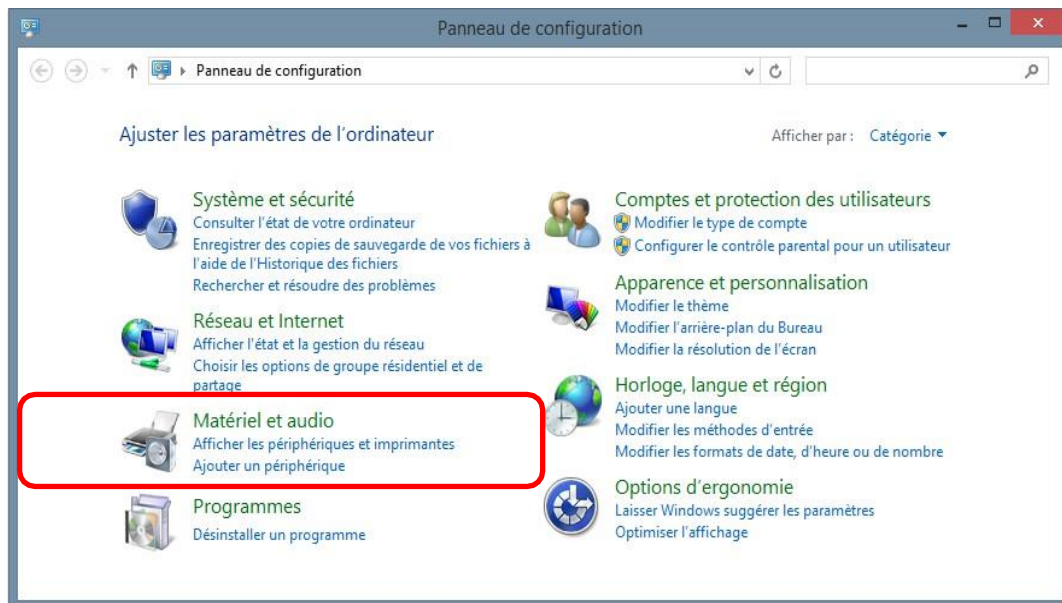 Panneau de configuration
Panneau de configuration
Ajuster les paramètres de l'ordinateur
Afficher par : Catégorie
Système et sécurité
Consulter l'état de votre ordinateur
Enregistrer des copies de sauvegarde de vos fichiers à
l'aide de l'Historique des fichiers
Rechercher et résoudre des problèmes
Réseau et Internet
Afficher l'état et la gestion du réseau
Choisir les options de groupe résidentiel et de
partage
Matériel et audio
Afficher les périphériques et imprimantes
Ajouter un périphérique
Programmes
Désinstaller un programme
Comptes et protection des utilisateurs
Modifier le type de compte
Configurer le contrôle parental pour un utilisateur
Apparence et personnalisation
Modifier le thème
Modifier l'arrière-plan du Bureau
Modifier la résolution de l'écran
Horloge, langue et région
Ajouter une langue
Modifier les méthodes d'entrée
Modifier les formats de date, d'heure ou de nombre
Options d'ergonomie
Laisser Windows suggérer les paramètres
Optimiser l'affichage